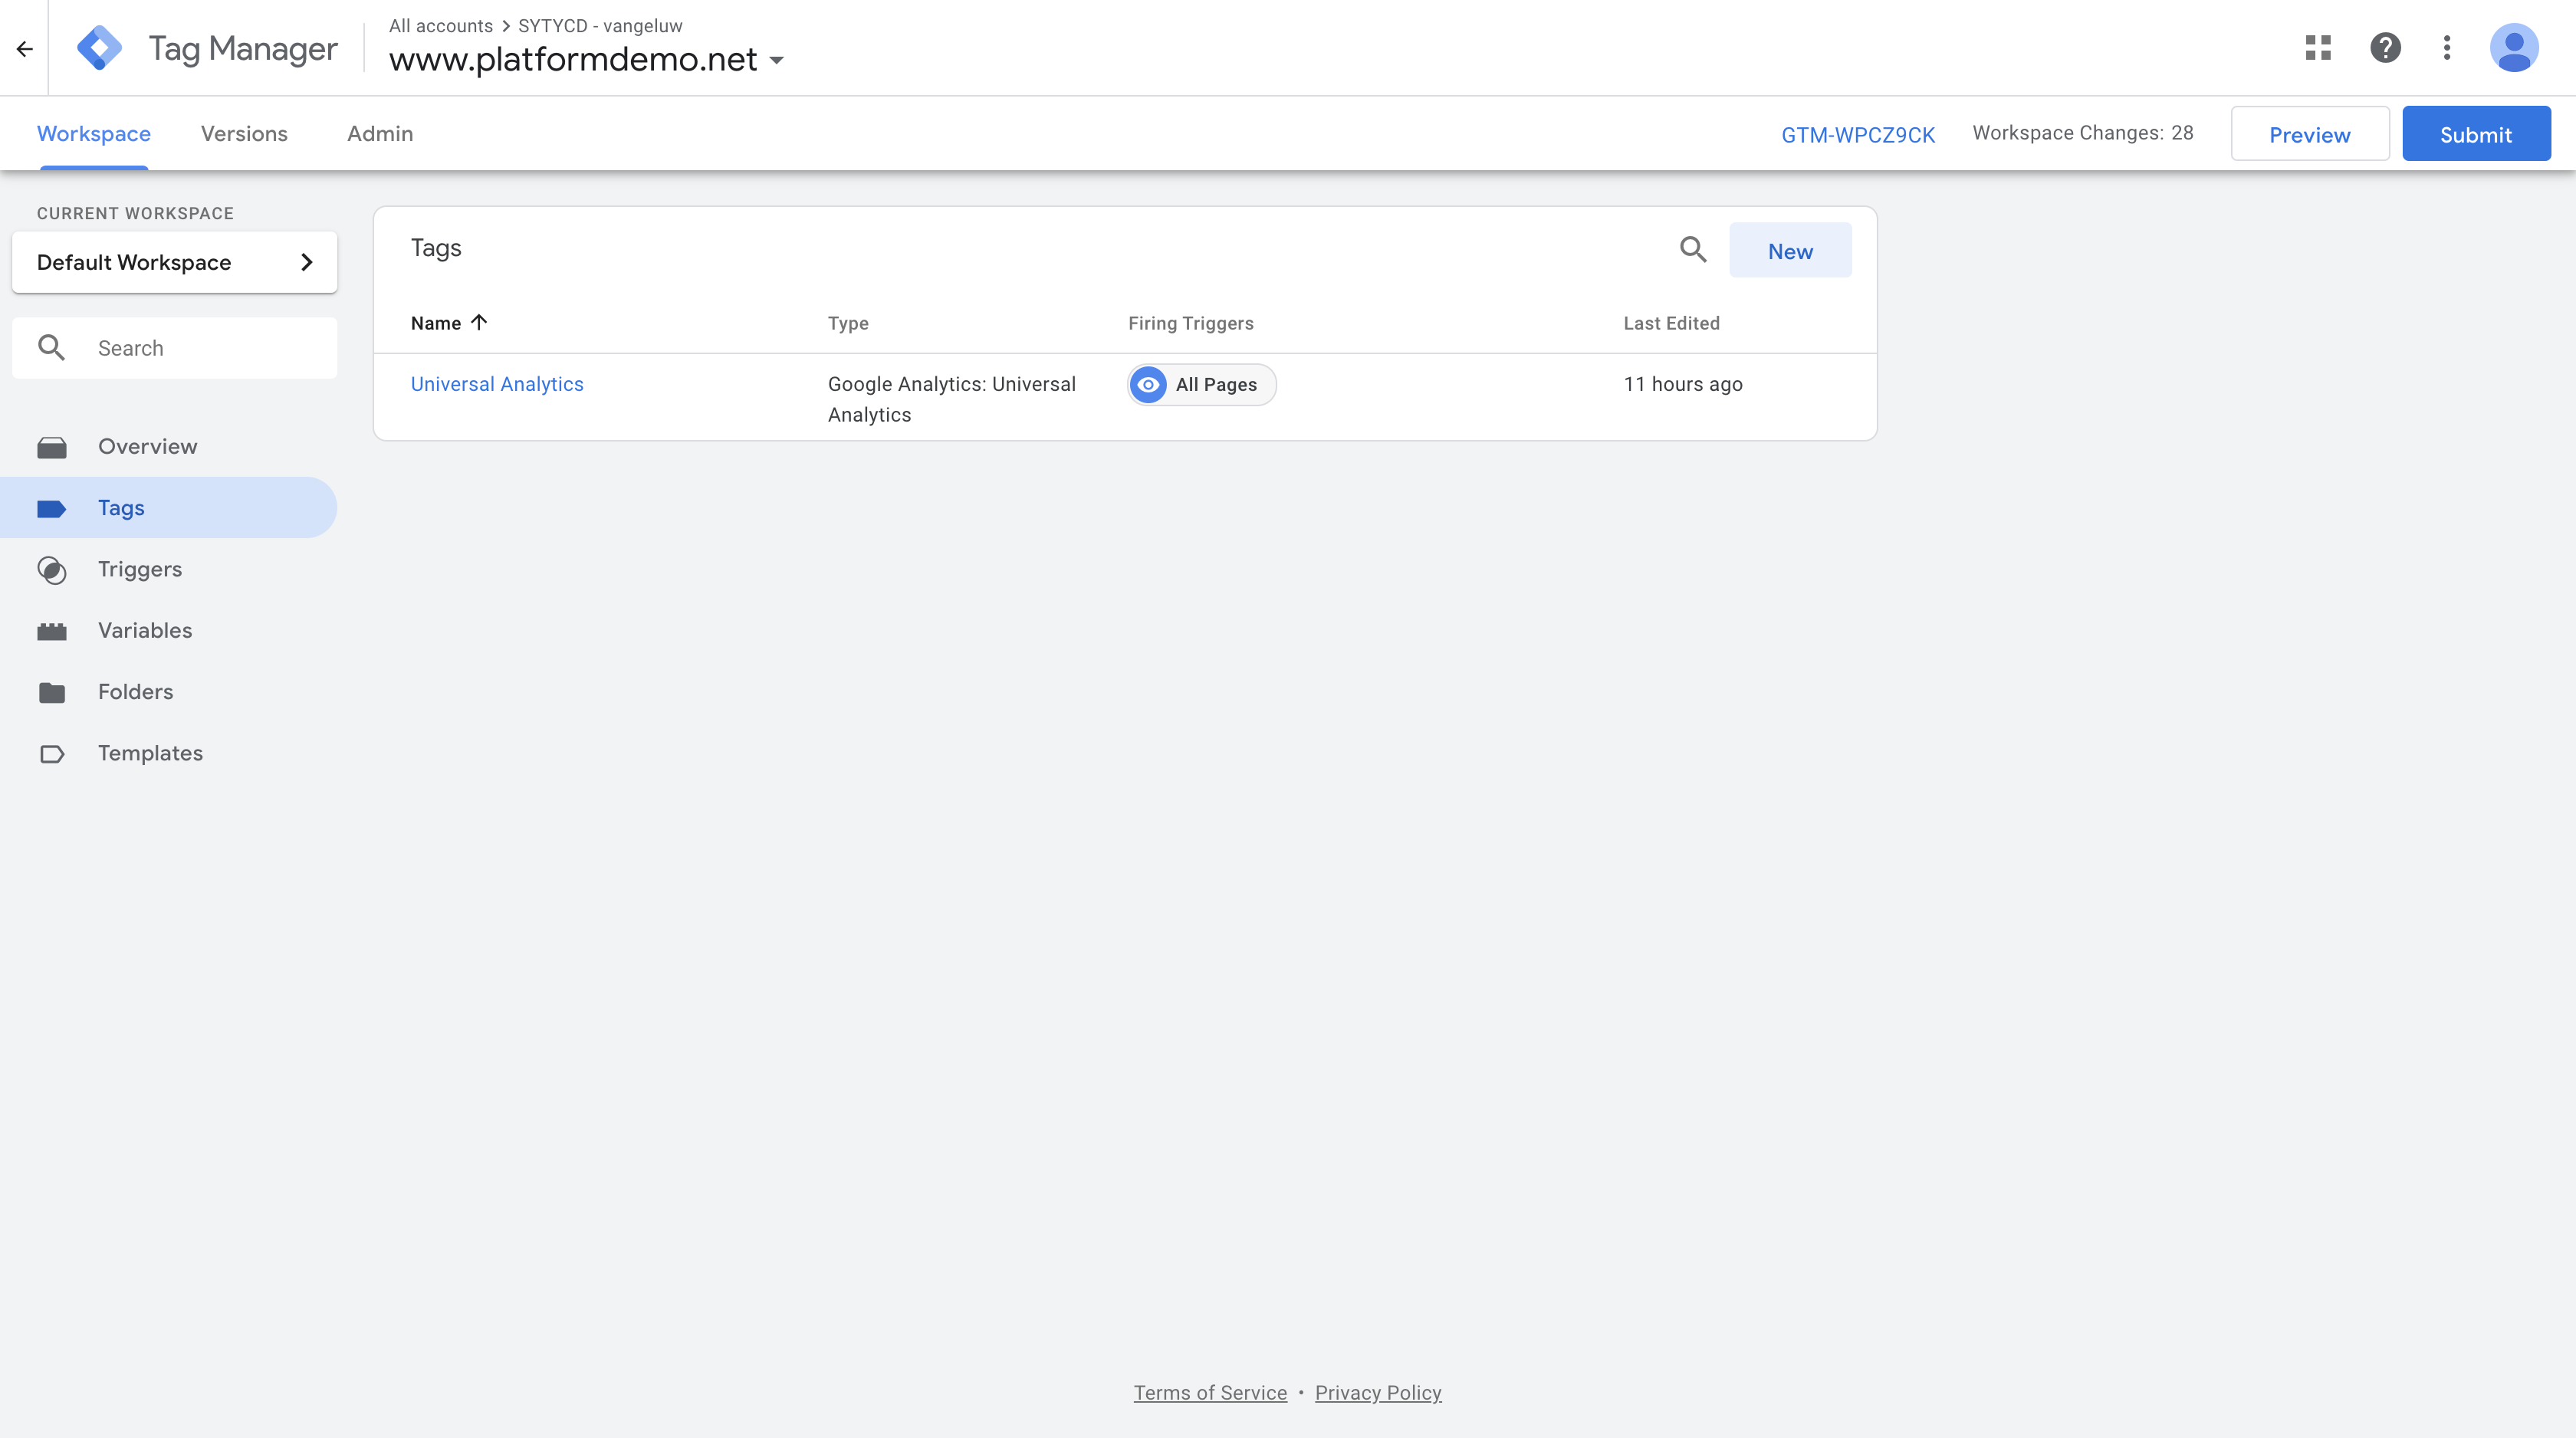 All accounts > SYTYCD - vangeluw
Tag Manager
www.platformdemo.net
Workspace Versions Admin GTM-WPCZ9CK Workspace Changes: 28 Preview Submit
CURRENT WORKSPACE
Default Workspace
Search
Overview
Tags
Triggers
Variables
Folders
Templates
Tags New
Name Type Firing Triggers Last Edited
Universal Analytics Google Analytics: Universal All Pages 11 hours ago
Analytics
Terms of Service • Privacy Policy